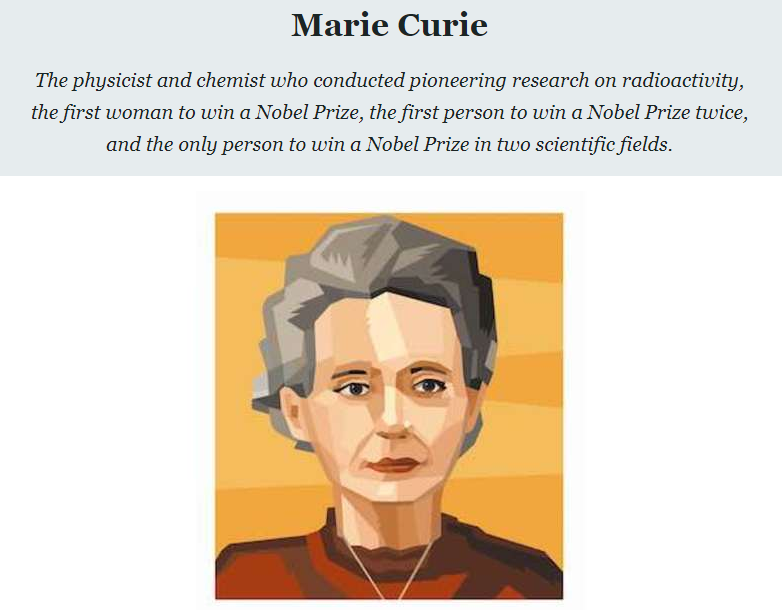 Marie Curie
The physicist and chemist who conducted pioneering research on radioactivity,
the first woman to win a Nobel Prize, the first person to win a Nobel Prize twice,
and the only person to win a Nobel Prize in two scientific fields.